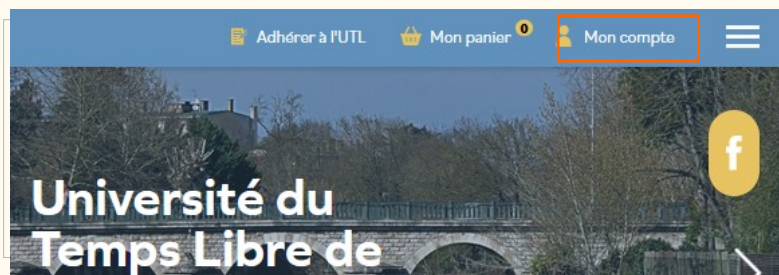 Adhérer à l'UTL Mon panier 0 Mon compte
f
Université du
Temps Libre de